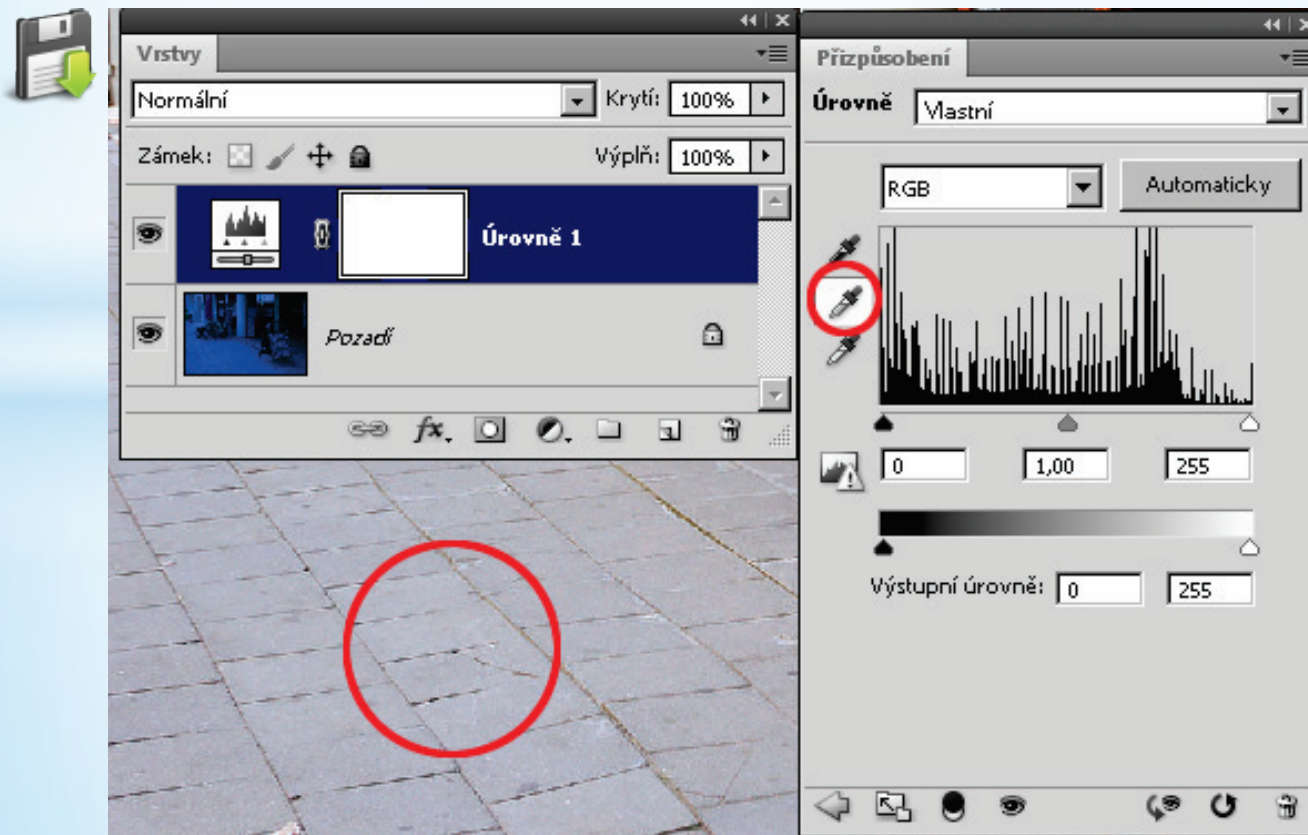 Vrstvy
Normální Krytí: 100%
Zámek: Výplň: 100%
Úrovně 1
Pozadí
fx.
Přizpůsobení
Úrovně Vlastní
RGB Automaticky
0 1,00 255
Výstupní úrovně: 0 255